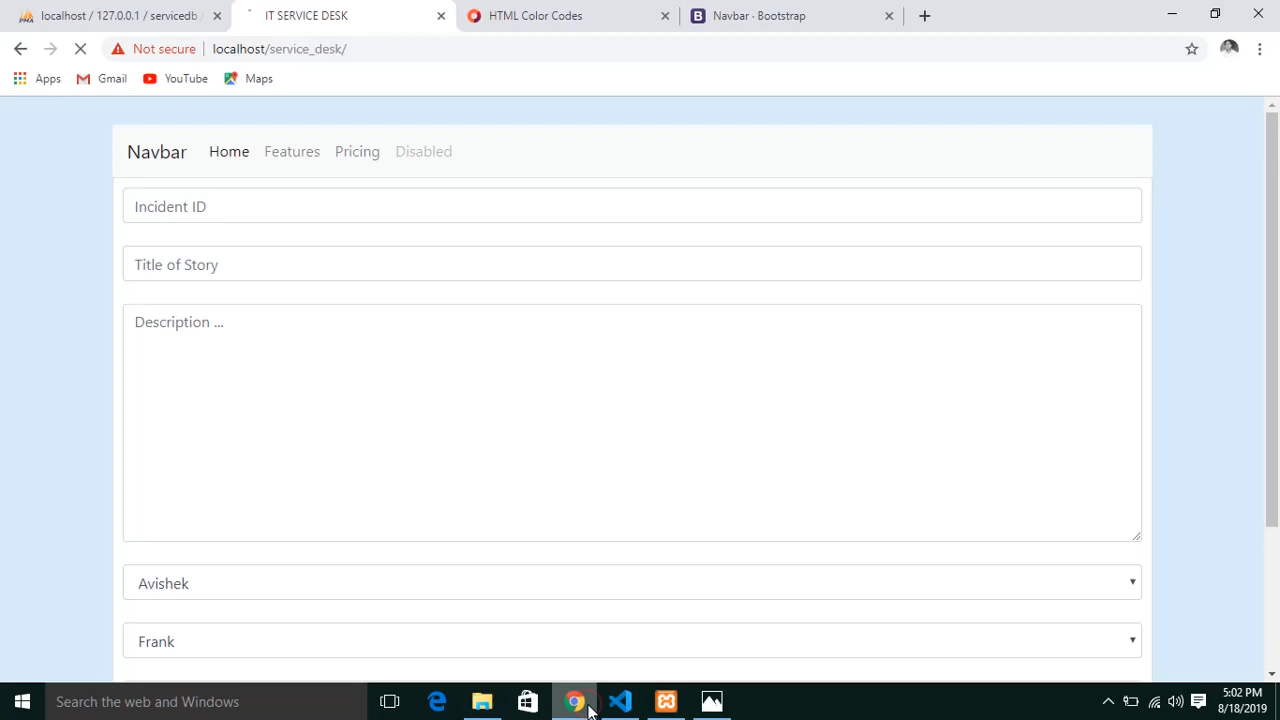 localhost / 127.0.0.1 / servicedb
IT SERVICE DESK
HTML Color Codes
Navbar · Bootstrap
Not secure
localhost/service_desk/
Apps
Gmail
YouTube
Maps
Navbar
Home
Features
Pricing
Disabled
Incident ID
Title of Story
Description ...
Avishek
Frank
Search the web and Windows
5:02 PM
8/18/2019